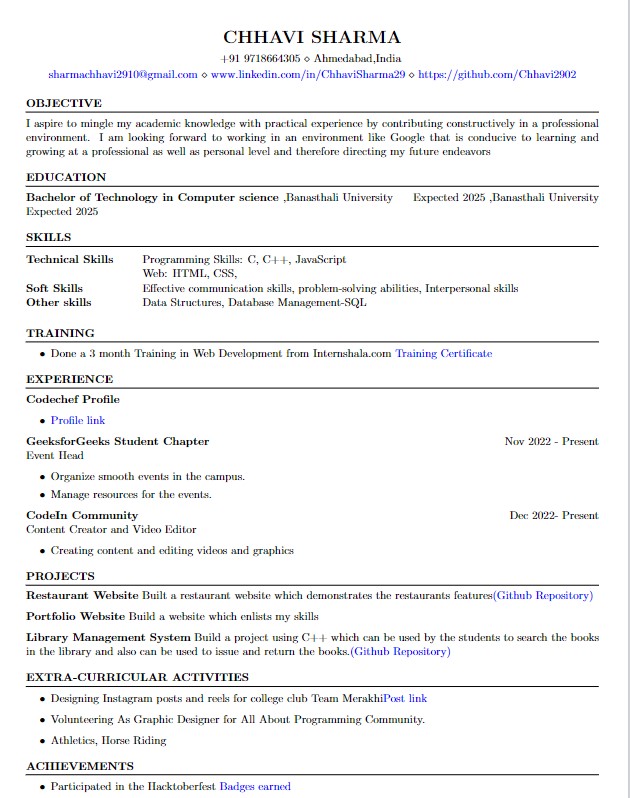 CHHAVI SHARMA
+91 9718664305 ⋄ Ahmedabad,India
sharmachhavi2910@gmail.com ⋄ www.linkedin.com/in/ChhaviSharma29 ⋄ https://github.com/Chhavi2902
OBJECTIVE
I aspire to mingle my academic knowledge with practical experience by contributing constructively in a professional
environment. I am looking forward to working in an environment like Google that is conducive to learning and
growing at a professional as well as personal level and therefore directing my future endeavors
EDUCATION
Bachelor of Technology in Computer science ,Banasthali University Expected 2025 ,Banasthali University
Expected 2025
SKILLS
Technical Skills Programming Skills: C, C++, JavaScript
Web: HTML, CSS,
Soft Skills Effective communication skills, problem-solving abilities, Interpersonal skills
Other skills Data Structures, Database Management-SQL
TRAINING
• Done a 3 month Training in Web Development from Internshala.com Training Certificate
EXPERIENCE
Codechef Profile
• Profile link
GeeksforGeeks Student Chapter Nov 2022 - Present
Event Head
• Organize smooth events in the campus.
• Manage resources for the events.
CodeIn Community Dec 2022- Present
Content Creator and Video Editor
• Creating content and editing videos and graphics
PROJECTS
Restaurant Website Built a restaurant website which demonstrates the restaurants features(Github Repository)
Portfolio Website Build a website which enlists my skills
Library Management System Build a project using C++ which can be used by the students to search the books
in the library and also can be used to issue and return the books.(Github Repository)
EXTRA-CURRICULAR ACTIVITIES
• Designing Instagram posts and reels for college club Team MerakhiPost link
• Volunteering As Graphic Designer for All About Programming Community.
• Athletics, Horse Riding
ACHIEVEMENTS
• Participated in the Hacktoberfest Badges earned